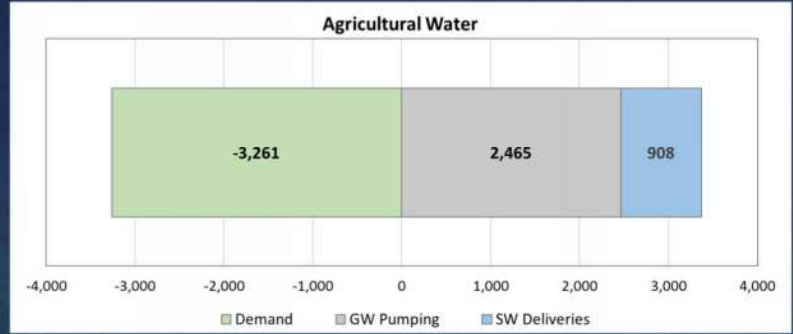 Agricultural Water
-3,261 2,465 908
-4,000 -3,000 -2,000 -1,000 0 1,000 2,000 3,000 4,000
Demand GW Pumping SW Deliveries